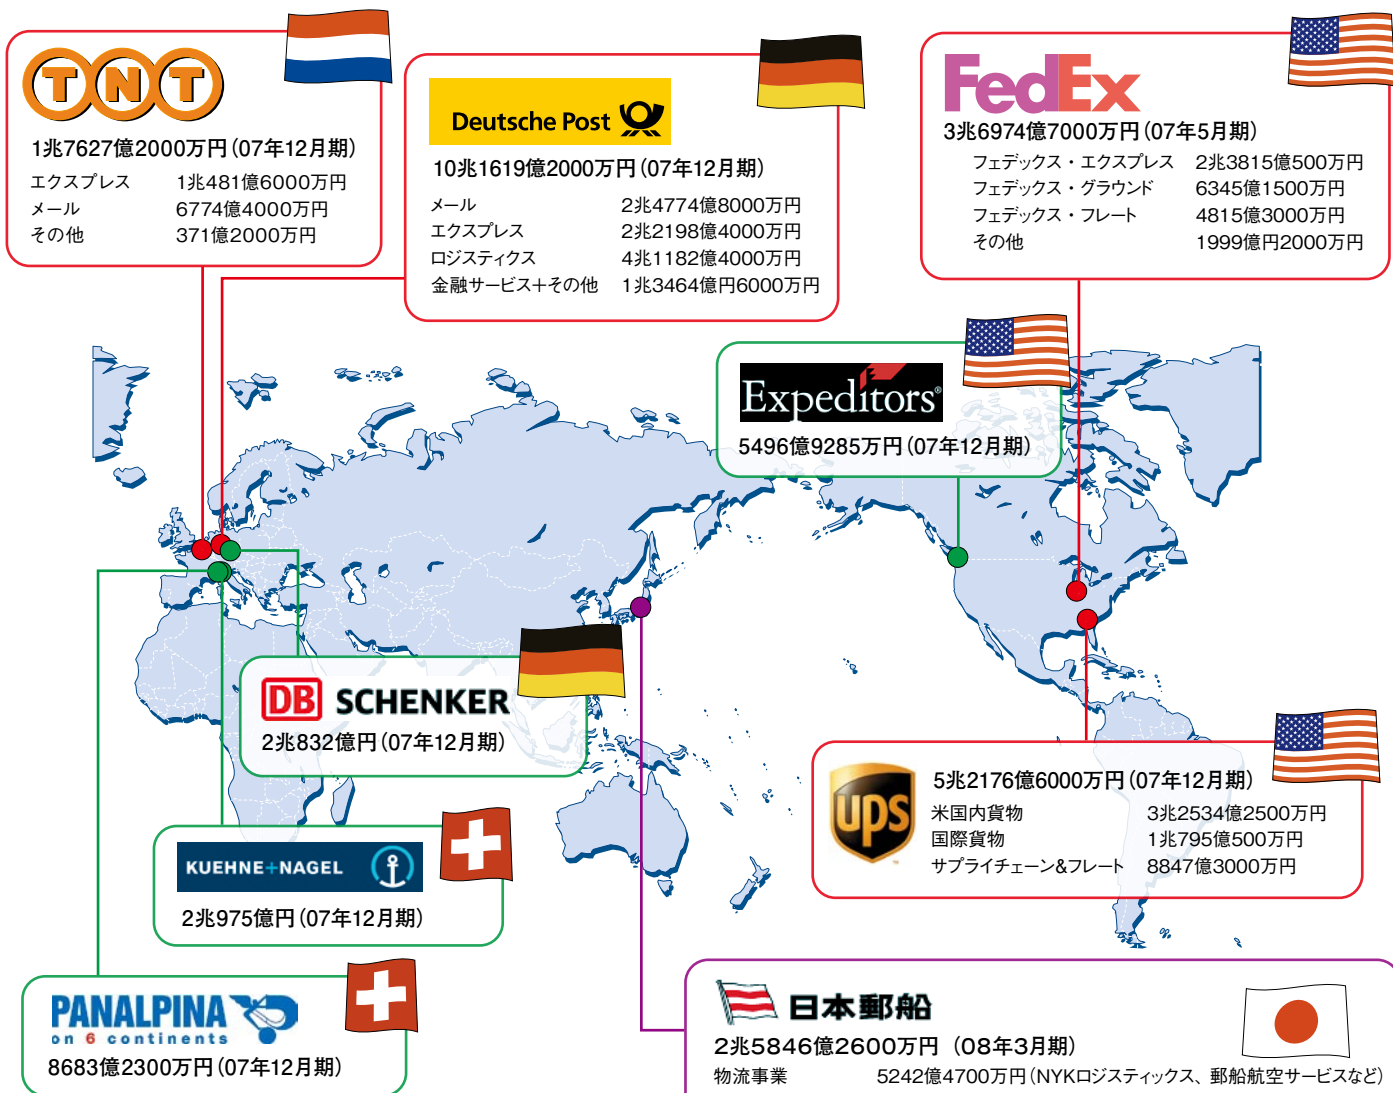 TNT
1兆7627億2000万円(07年12月期)
エクスプレス 1兆481億6000万円
メール 6774億4000万円
その他 371億2000万円
Deutsche Post
10兆1619億2000万円(07年12月期)
メール 2兆4774億8000万円
エクスプレス 2兆2198億4000万円
ロジスティクス 4兆1182億4000万円
金融サービス+その他 1兆3464億円6000万円
FedEx
3兆6974億7000万円(07年5月期)
フェデックス・エクスプレス 2兆3815億500万円
フェデックス・グラウンド 6345億1500万円
フェデックス・フレート 4815億3000万円
その他 1999億円2000万円
Expeditors®
5496億9285万円(07年12月期)
DB SCHENKER
2兆832億円(07年12月期)
ups
5兆2176億6000万円(07年12月期)
米国内貨物 3兆2534億2500万円
国際貨物 1兆795億500万円
サプライチェーン&フレート 8847億3000万円
KUEHNE+NAGEL
2兆975億円(07年12月期)
PANALPINA
on 6 continents
8683億2300万円(07年12月期)
日本郵船
2兆5846億2600万円 (08年3月期)
物流事業 5242億4700万円(NYKロジスティックス、郵船航空サービスなど)